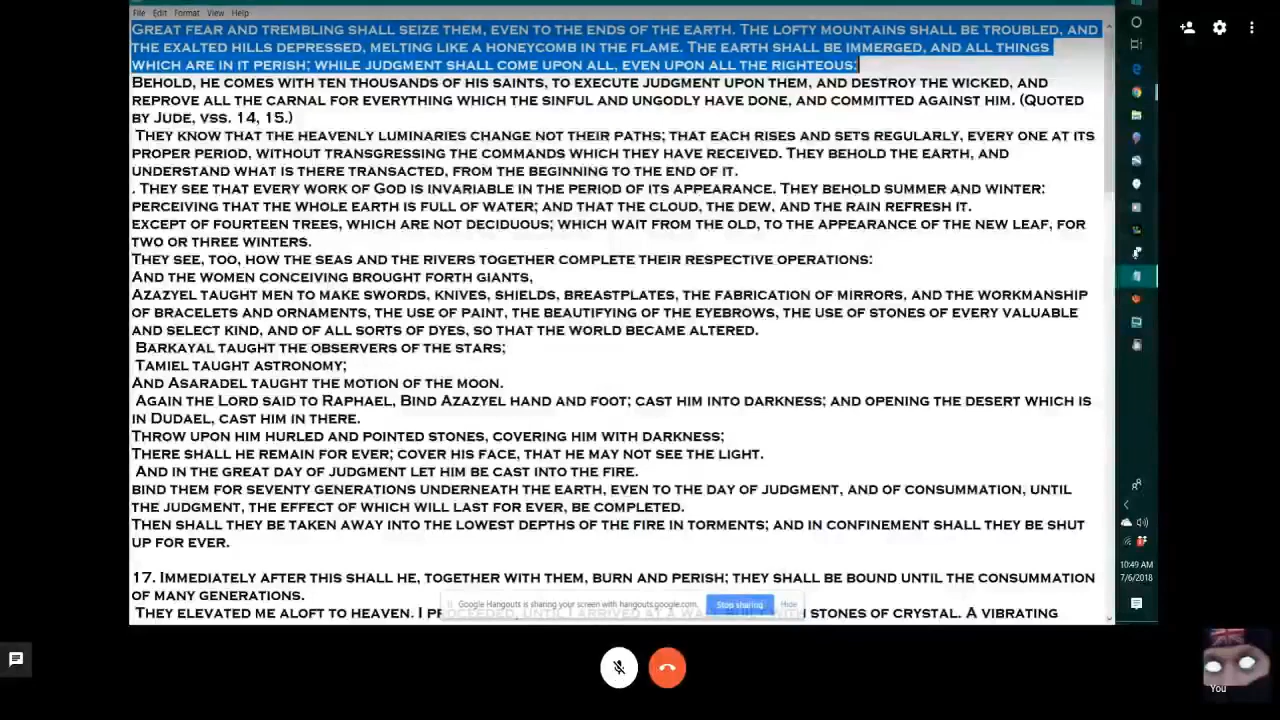 File Edit Format View Help
GREAT FEAR AND TREMBLING SHALL SEIZE THEM, EVEN TO THE ENDS OF THE EARTH. THE LOFTY MOUNTAINS SHALL BE TROUBLED, AND
THE EXALTED HILLS DEPRESSED, MELTING LIKE A HONEYCOMB IN THE FLAME. THE EARTH SHALL BE IMMERGED, AND ALL THINGS
WHICH ARE IN IT PERISH; WHILE JUDGMENT SHALL COME UPON ALL, EVEN UPON ALL THE RIGHTEOUS:
BEHOLD, HE COMES WITH TEN THOUSANDS OF HIS SAINTS, TO EXECUTE JUDGMENT UPON THEM, AND DESTROY THE WICKED, AND
REPROVE ALL THE CARNAL FOR EVERYTHING WHICH THE SINFUL AND UNGODLY HAVE DONE, AND COMMITTED AGAINST HIM. (QUOTED
BY JUDE, VSS. 14, 15.)
THEY KNOW THAT THE HEAVENLY LUMINARIES CHANGE NOT THEIR PATHS; THAT EACH RISES AND SETS REGULARLY, EVERY ONE AT ITS
PROPER PERIOD, WITHOUT TRANSGRESSING THE COMMANDS WHICH THEY HAVE RECEIVED. THEY BEHOLD THE EARTH, AND
UNDERSTAND WHAT IS THERE TRANSACTED, FROM THE BEGINNING TO THE END OF IT.
. THEY SEE THAT EVERY WORK OF GOD IS INVARIABLE IN THE PERIOD OF ITS APPEARANCE. THEY BEHOLD SUMMER AND WINTER:
PERCEIVING THAT THE WHOLE EARTH IS FULL OF WATER; AND THAT THE CLOUD, THE DEW, AND THE RAIN REFRESH IT.
EXCEPT OF FOURTEEN TREES, WHICH ARE NOT DECIDUOUS; WHICH WAIT FROM THE OLD, TO THE APPEARANCE OF THE NEW LEAF, FOR
TWO OR THREE WINTERS.
THEY SEE, TOO, HOW THE SEAS AND THE RIVERS TOGETHER COMPLETE THEIR RESPECTIVE OPERATIONS:
AND THE WOMEN CONCEIVING BROUGHT FORTH GIANTS,
AZAZYEL TAUGHT MEN TO MAKE SWORDS, KNIVES, SHIELDS, BREASTPLATES, THE FABRICATION OF MIRRORS, AND THE WORKMANSHIP
OF BRACELETS AND ORNAMENTS, THE USE OF PAINT, THE BEAUTIFYING OF THE EYEBROWS, THE USE OF STONES OF EVERY VALUABLE
AND SELECT KIND, AND OF ALL SORTS OF DYES, SO THAT THE WORLD BECAME ALTERED.
BARKAYAL TAUGHT THE OBSERVERS OF THE STARS;
TAMIEL TAUGHT ASTRONOMY;
AND ASARADEL TAUGHT THE MOTION OF THE MOON.
AGAIN THE LORD SAID TO RAPHAEL, BIND AZAZYEL HAND AND FOOT; CAST HIM INTO DARKNESS; AND OPENING THE DESERT WHICH IS
IN DUDAEL, CAST HIM IN THERE.
THROW UPON HIM HURLED AND POINTED STONES, COVERING HIM WITH DARKNESS;
THERE SHALL HE REMAIN FOR EVER; COVER HIS FACE, THAT HE MAY NOT SEE THE LIGHT.
AND IN THE GREAT DAY OF JUDGMENT LET HIM BE CAST INTO THE FIRE.
BIND THEM FOR SEVENTY GENERATIONS UNDERNEATH THE EARTH, EVEN TO THE DAY OF JUDGMENT, AND OF CONSUMMATION, UNTIL
THE JUDGMENT, THE EFFECT OF WHICH WILL LAST FOR EVER, BE COMPLETED.
THEN SHALL THEY BE TAKEN AWAY INTO THE LOWEST DEPTHS OF THE FIRE IN TORMENTS; AND IN CONFINEMENT SHALL THEY BE SHUT
UP FOR EVER.
17. IMMEDIATELY AFTER THIS SHALL HE, TOGETHER WITH THEM, BURN AND PERISH; THEY SHALL BE BOUND UNTIL THE CONSUMMATION
OF MANY GENERATIONS.
THEY ELEVATED ME ALOFT TO HEAVEN. I STONES OF CRYSTAL. A VIBRATING
Google Hangouts is sharing your screen with hangouts.google.com. Stop sharing Hide
10:49 AM
7/6/2018
You